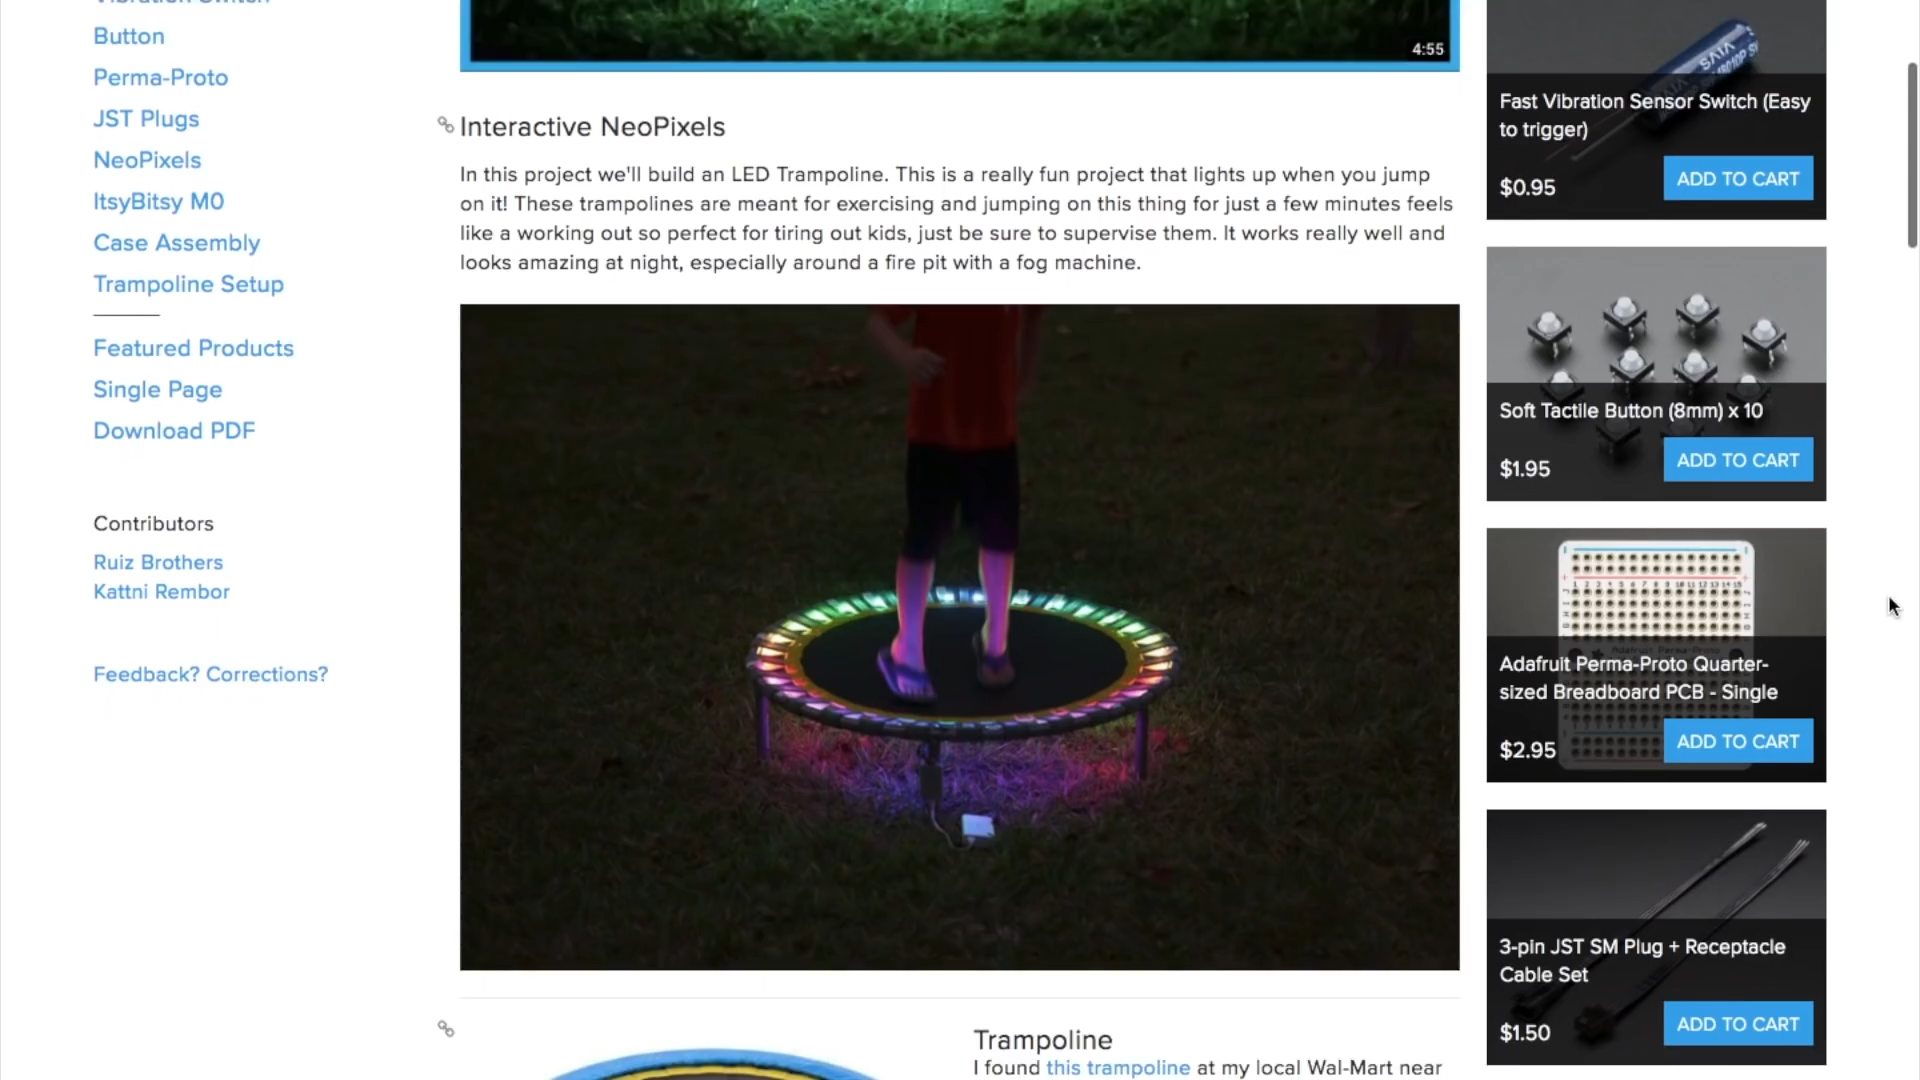 Vibration Switch
Button
Perma-Proto
JST Plugs
NeoPixels
ItsyBitsy M0
Case Assembly
Trampoline Setup
Featured Products
Single Page
Download PDF
Contributors
Ruiz Brothers
Kattni Rembor
Feedback? Corrections?
4:55
Interactive NeoPixels
In this project we'll build an LED Trampoline. This is a really fun project that lights up when you jump
on it! These trampolines are meant for exercising and jumping on this thing for just a few minutes feels
like a working out so perfect for tiring out kids, just be sure to supervise them. It works really well and
looks amazing at night, especially around a fire pit with a fog machine.
Trampoline
I found this trampoline at my local Wal-Mart near
Fast Vibration Sensor Switch (Easy
to trigger)
$0.95
ADD TO CART
Soft Tactile Button (8mm) x 10
$1.95
ADD TO CART
Adafruit Perma-Proto Quarter-
sized Breadboard PCB - Single
$2.95
ADD TO CART
3-pin JST SM Plug + Receptacle
Cable Set
$1.50
ADD TO CART